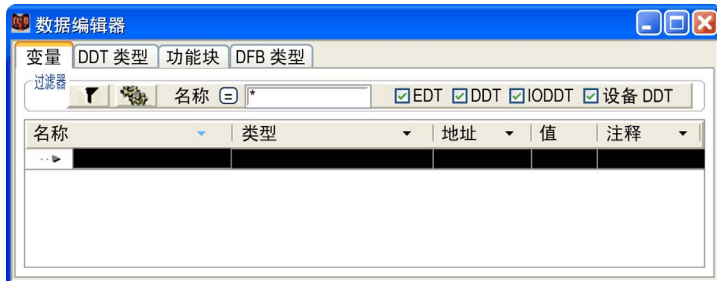 数据编辑器
变量 DDT 类型 功能块 DFB 类型
过滤器
名称 = * EDT DDT IODDT 设备 DDT
名称 类型 地址 值 注释